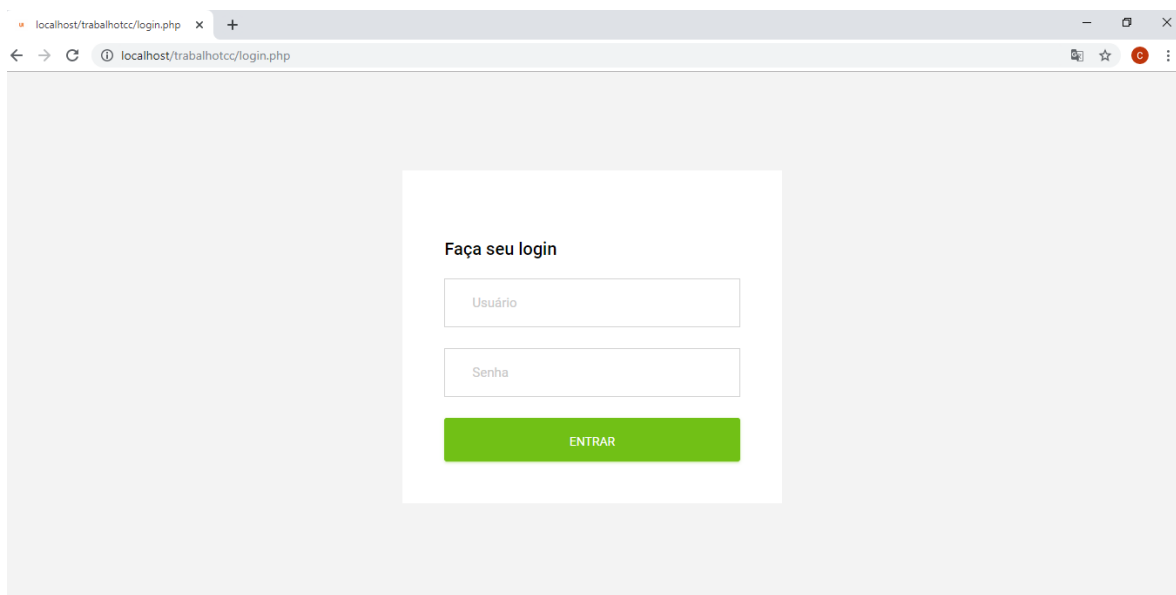 localhost/trabalhotcc/login.php
localhost/trabalhotcc/login.php
C
Faça seu login
Usuário
Senha
ENTRAR